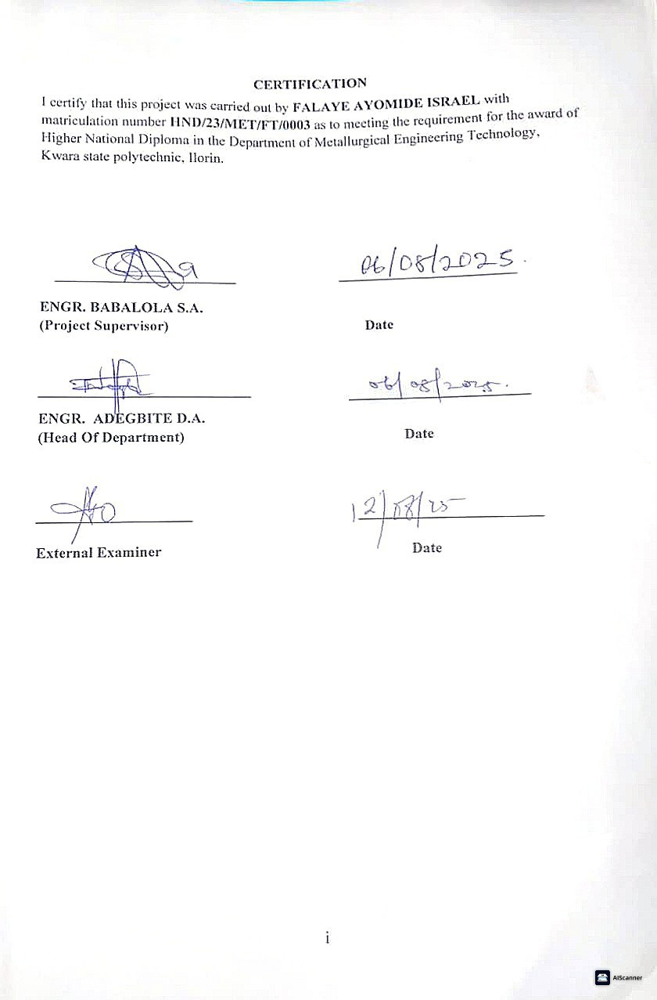 CERTIFICATION
I certify that this project was carried out by FALAYE AYOMIDE ISRAEL with
matriculation number HND/23/MET/FT/0003 as to meeting the requirement for the award of
Higher National Diploma in the Department of Metallurgical Engineering Technology,
Kwara state polytechnic, Ilorin.
06/08/2025.
ENGR. BABALOLA S.A.
(Project Supervisor) Date
06/08/2025.
ENGR. ADEGBITE D.A.
(Head Of Department) Date
12/08/25
External Examiner Date
i
AIScanner